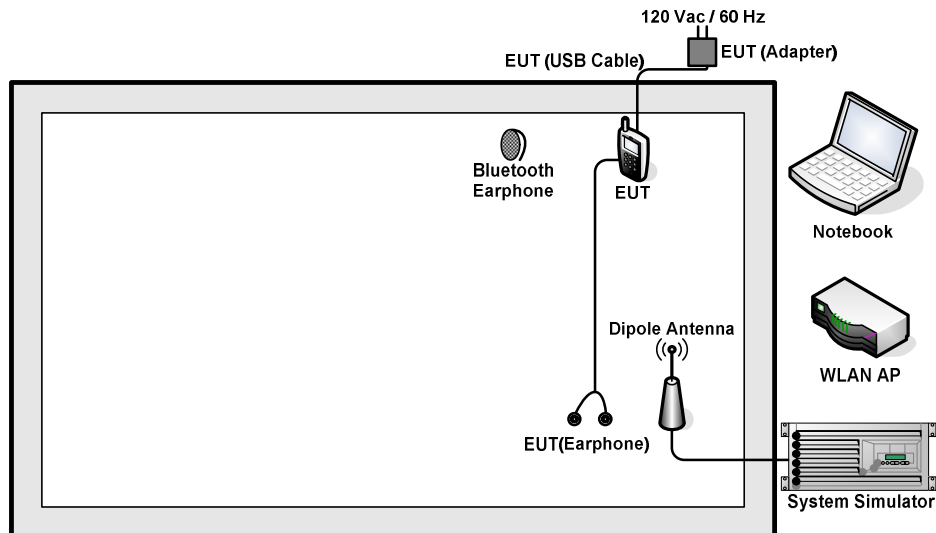 120 Vac / 60 Hz
EUT (USB Cable)
EUT (Adapter)
Bluetooth
Earphone
EUT
Notebook
Dipole Antenna
WLAN AP
EUT(Earphone)
System Simulator